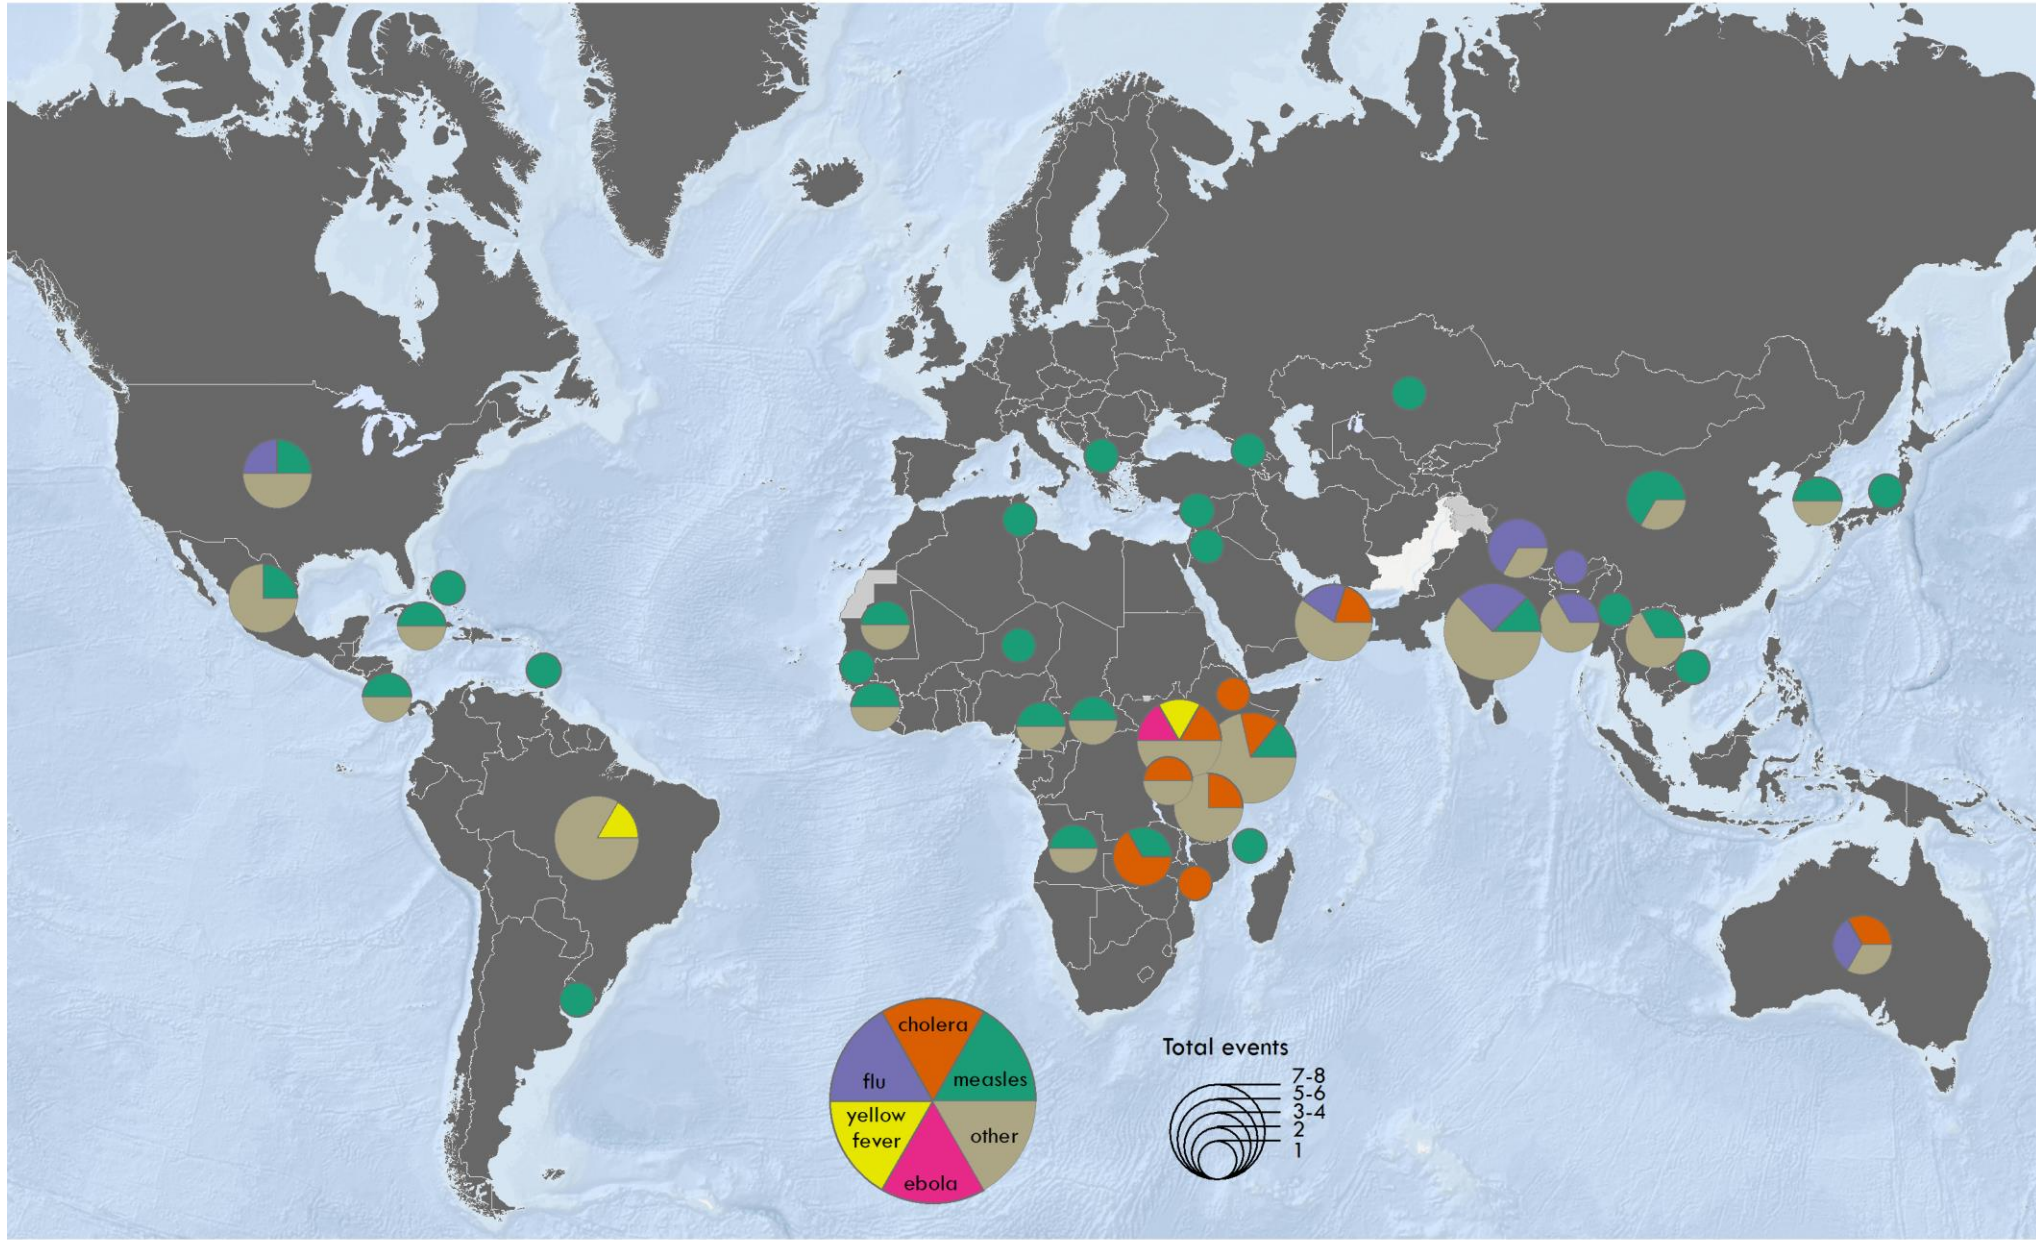 cholera
flu
measles
yellow
fever
other
ebola
Total events
7-8
5-6
3-4
2
1